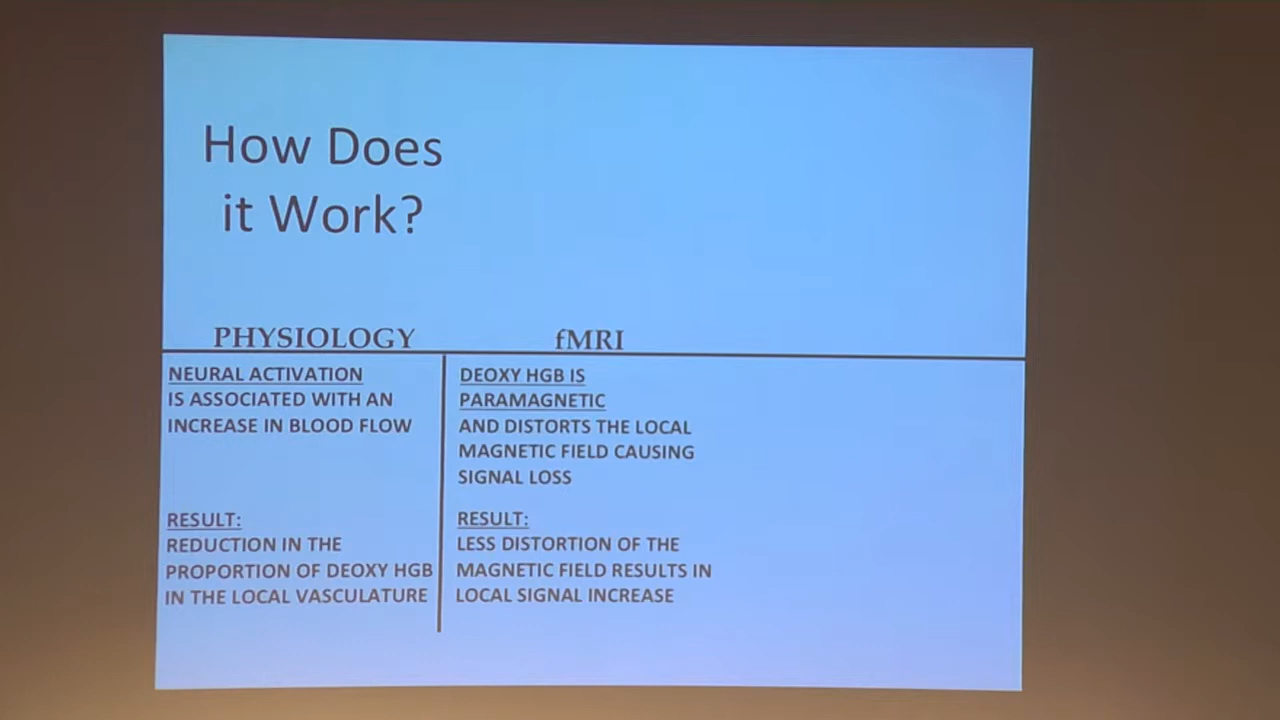 How Does
it Work?
PHYSIOLOGY
fMRI
NEURAL ACTIVATION
IS ASSOCIATED WITH AN
INCREASE IN BLOOD FLOW
RESULT:
REDUCTION IN THE
PROPORTION OF DEOXY HGB
IN THE LOCAL VASCULATURE
DEOXY HGB IS
PARAMAGNETIC
AND DISTORTS THE LOCAL
MAGNETIC FIELD CAUSING
SIGNAL LOSS
RESULT:
LESS DISTORTION OF THE
MAGNETIC FIELD RESULTS IN
LOCAL SIGNAL INCREASE